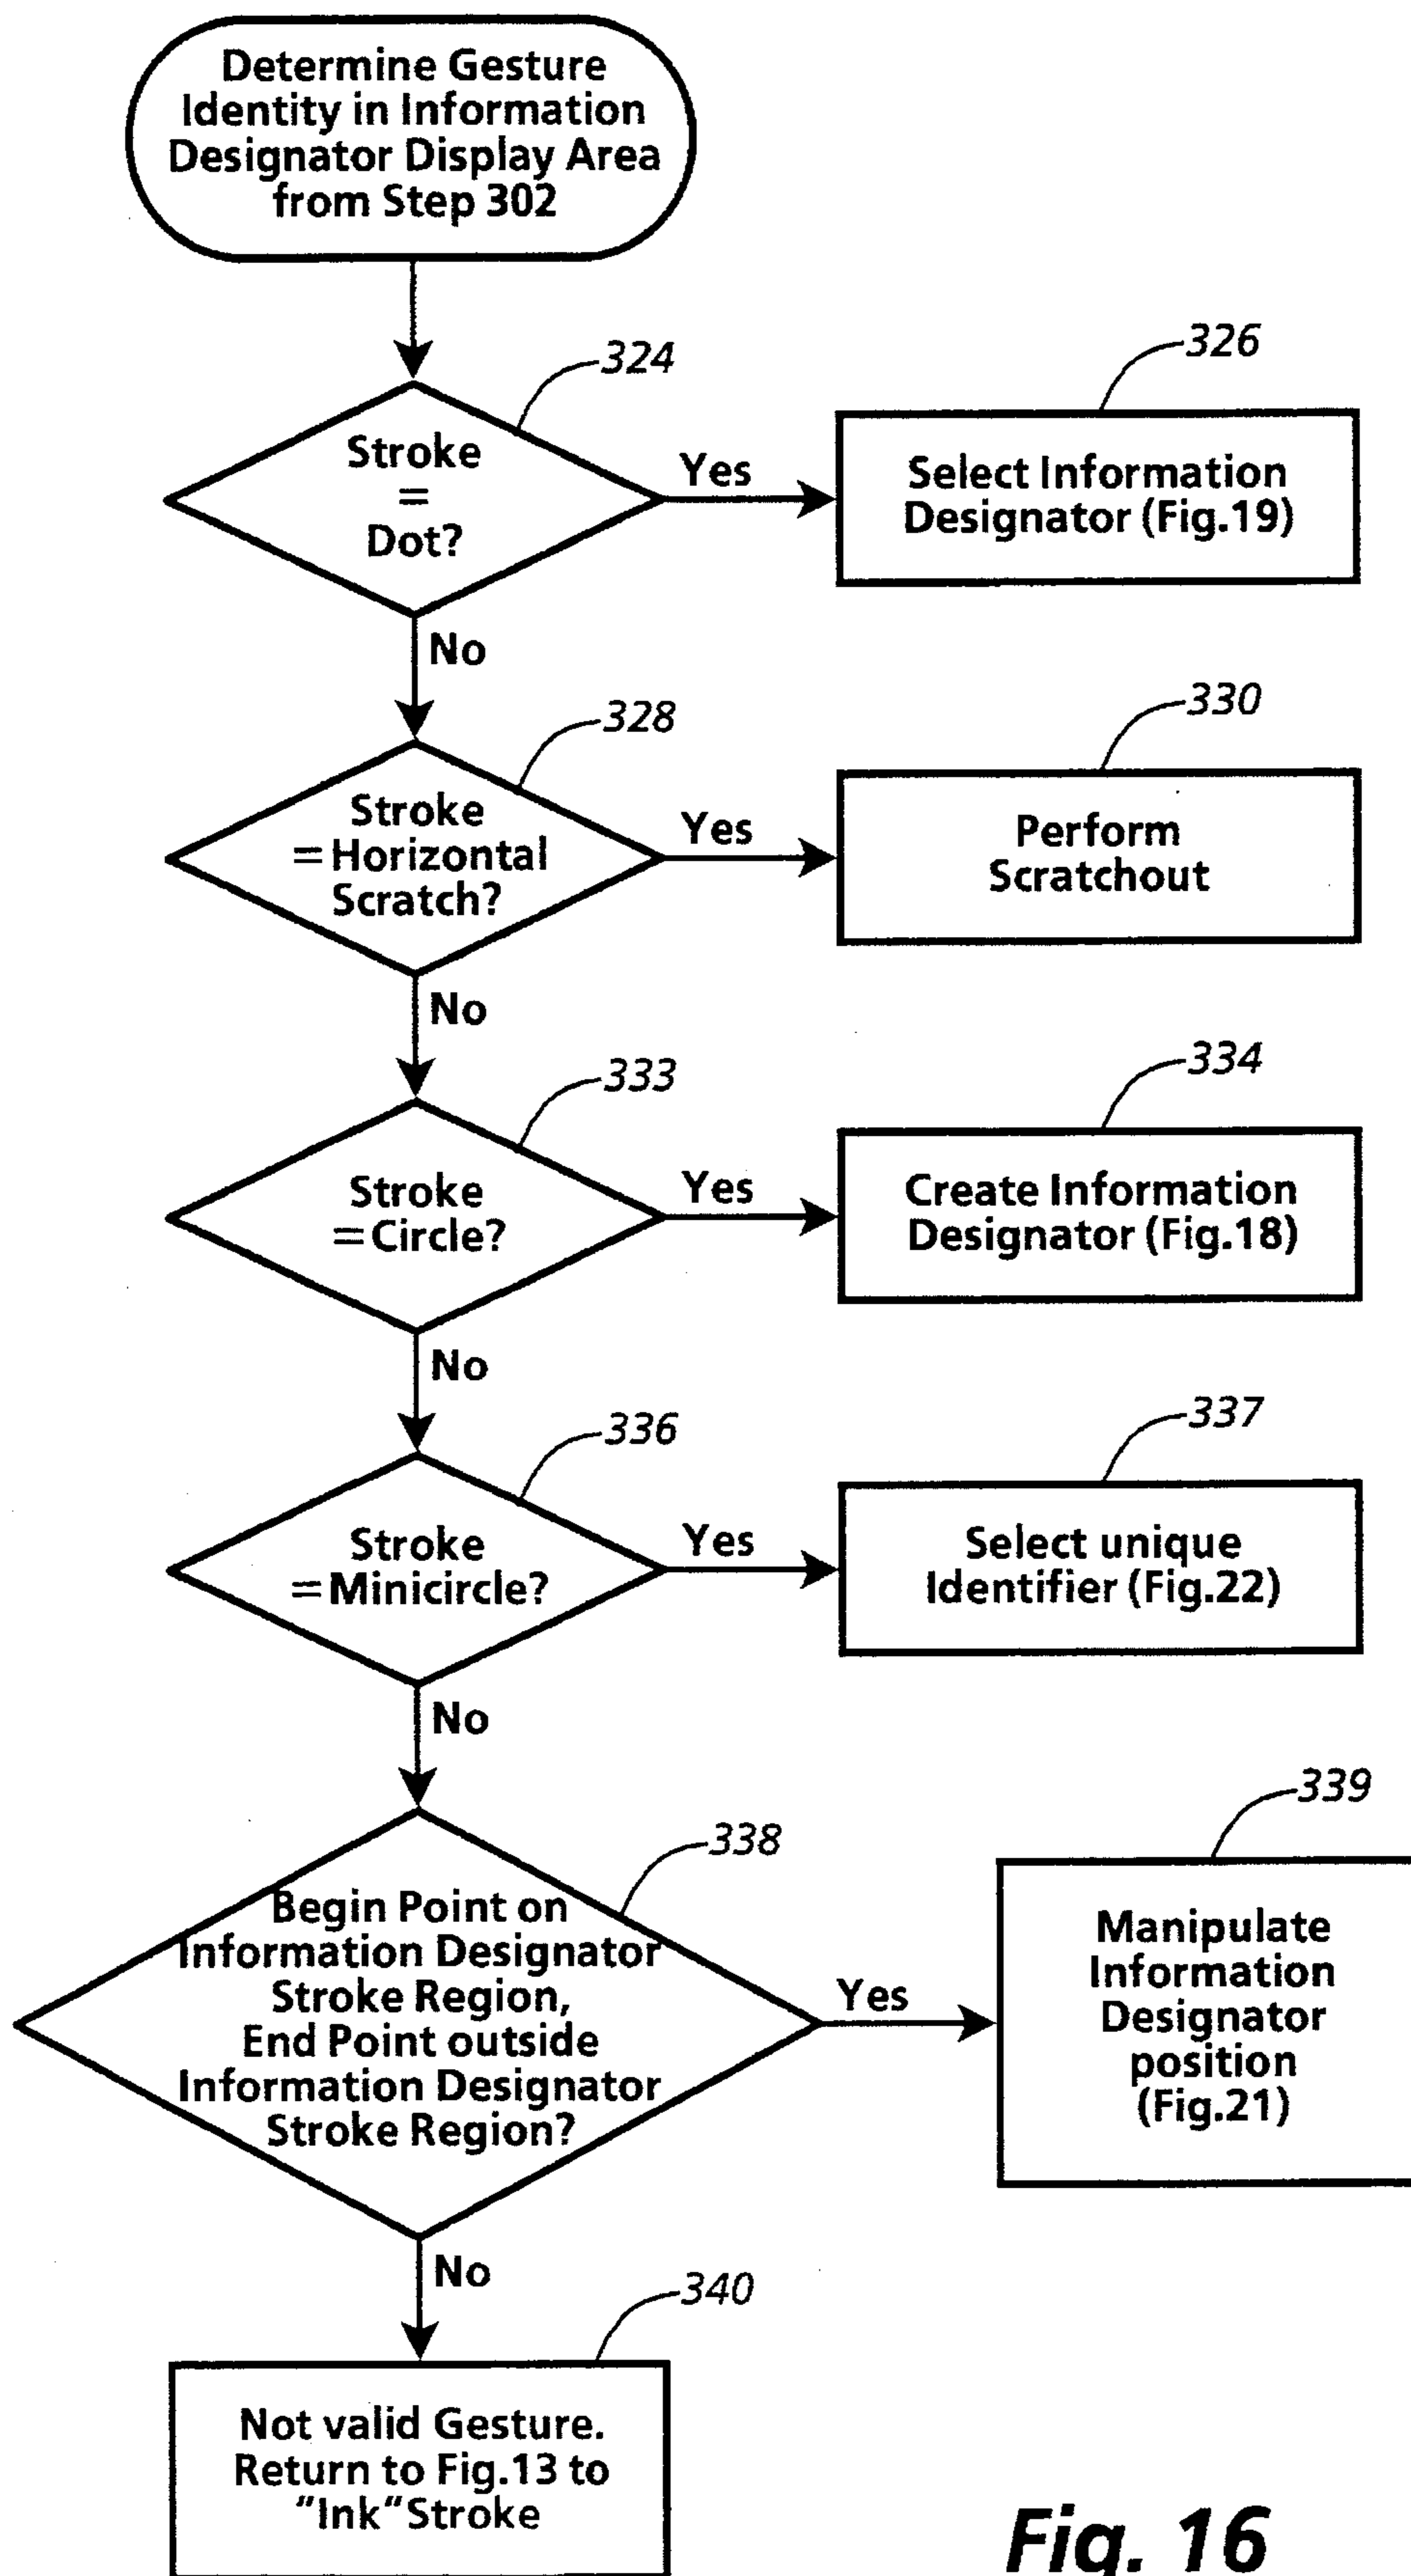 Determine Gesture
Identity in Information
Designator Display Area
from Step 302
324
Stroke
=
Dot?
Yes
326
Select Information
Designator (Fig.19)
No
328
Stroke
=Horizontal
Scratch?
Yes
330
Perform
Scratchout
No
333
Stroke
=Circle?
Yes
334
Create Information
Designator (Fig.18)
No
336
Stroke
=Minicircle?
Yes
337
Select unique
Identifier (Fig.22)
No
338
Begin Point on
Information Designator
Stroke Region,
End Point outside
Information Designator
Stroke Region?
Yes
339
Manipulate
Information
Designator
position
(Fig.21)
No
340
Not valid Gesture.
Return to Fig.13 to
"Ink" Stroke
Fig. 16